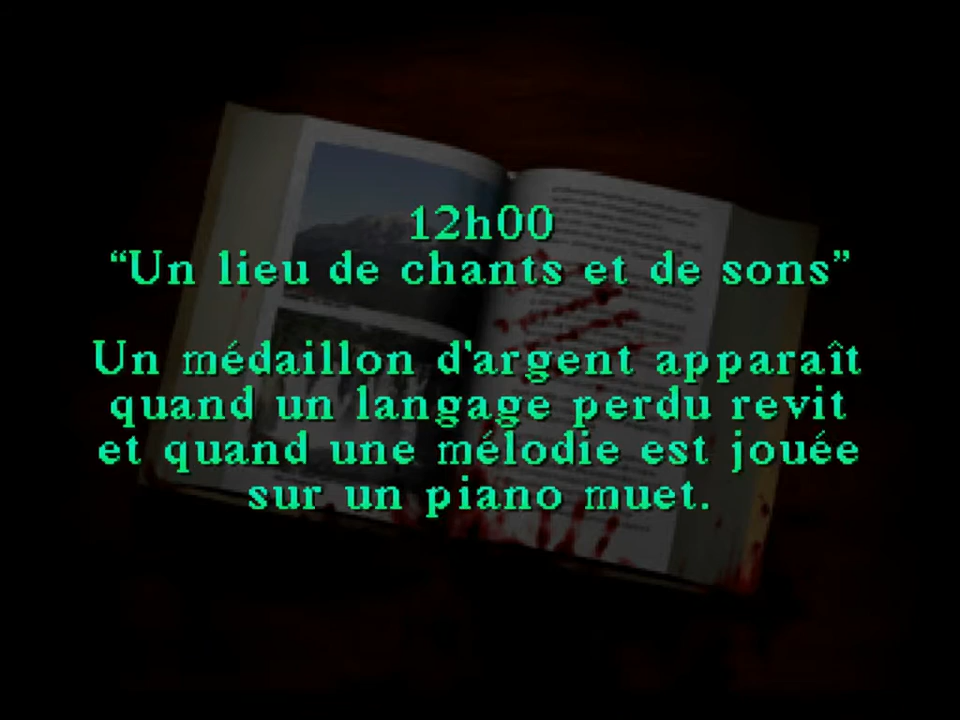 12h00
“Un lieu de chants et de sons”
Un médaillon d'argent apparaît
quand un langage perdu revit
et quand une mélodie est jouée
sur un piano muet.